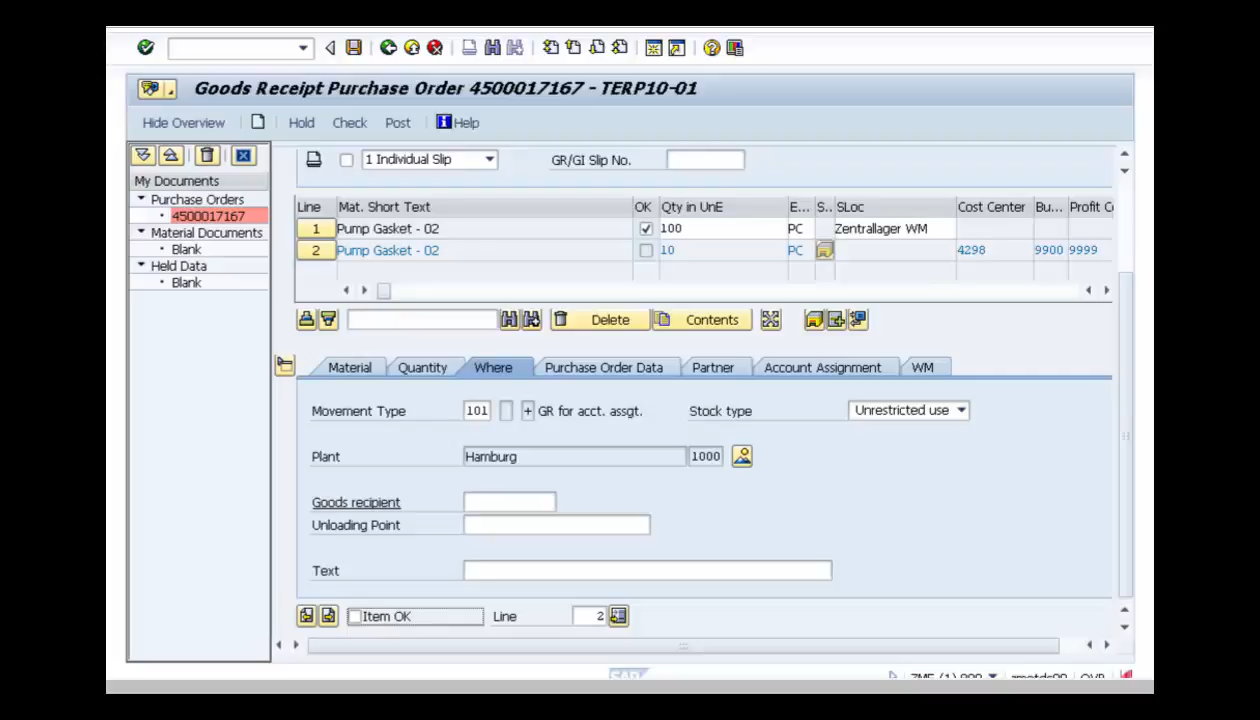 Goods Receipt Purchase Order 4500017167 - TERP10-01
Hide Overview Hold Check Post Help
1 Individual Slip GR/GI Slip No.
My Documents
Purchase Orders
4500017167
Material Documents
Blank
Held Data
Blank
Line Mat. Short Text OK Qty in UnE E... S.. SLoc Cost Center Bu... Profit C
1 Pump Gasket - 02 100 PC Zentrallager WM
2 Pump Gasket - 02 10 PC 4298 9900 9999
Delete Contents
Material Quantity Where Purchase Order Data Partner Account Assignment WM
Movement Type 101 + GR for acct. assgt. Stock type Unrestricted use
Plant Hamburg 1000
Goods recipient
Unloading Point
Text
Item OK Line 2
SAP